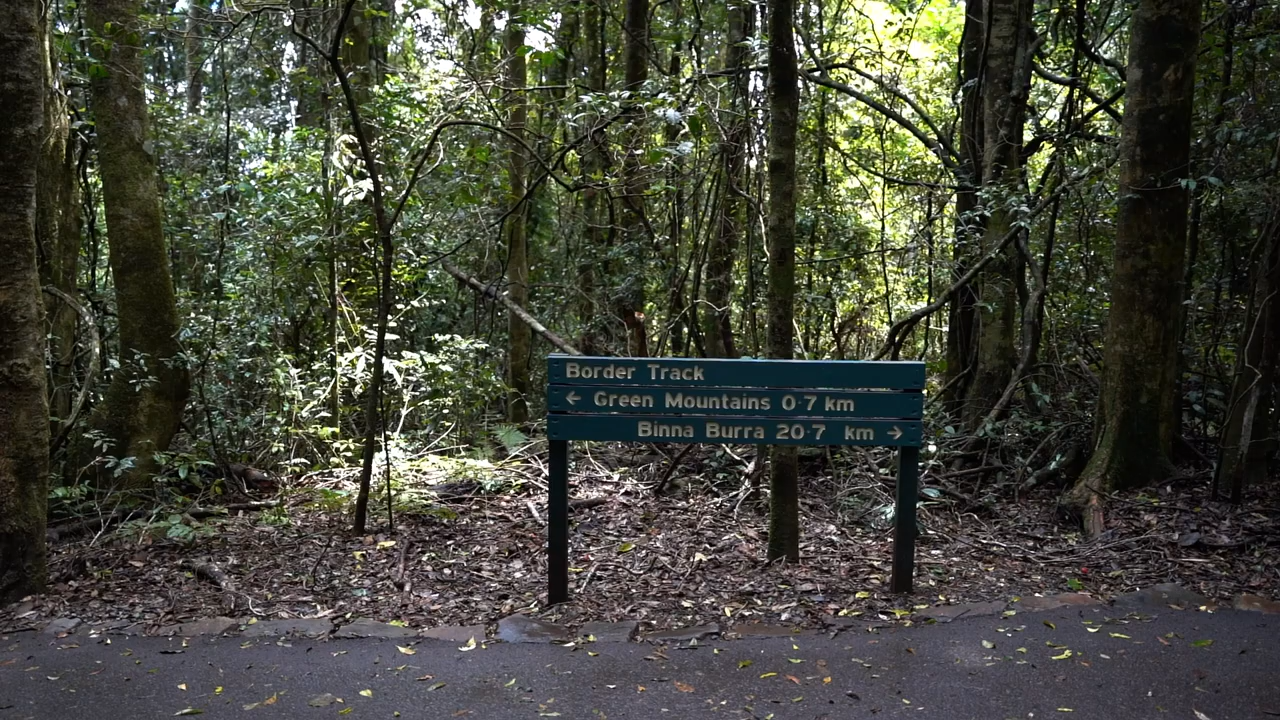 Border Track
← Green Mountains 0·7 km
Binna Burra 20·7 km →